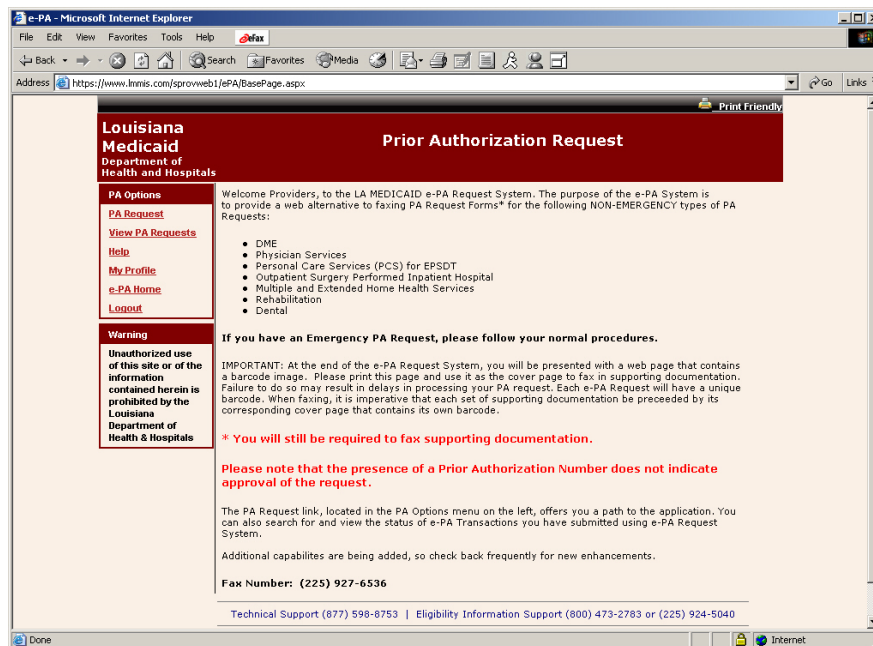 e-PA - Microsoft Internet Explorer
File Edit View Favorites Tools Help eFax
Back Search Favorites Media
Address https://www.lmmis.com/sprovweb1/ePA/BasePage.aspx Go Links
Print Friendly
Louisiana
Medicaid
Department of
Health and Hospitals
Prior Authorization Request
PA Options
PA Request
View PA Requests
Help
My Profile
e-PA Home
Logout
Warning
Unauthorized use
of this site or of the
information
contained herein is
prohibited by the
Louisiana
Department of
Health & Hospitals
Welcome Providers, to the LA MEDICAID e-PA Request System. The purpose of the e-PA System is
to provide a web alternative to faxing PA Request Forms* for the following NON-EMERGENCY types of PA
Requests:
• DME
• Physician Services
• Personal Care Services (PCS) for EPSDT
• Outpatient Surgery Performed Inpatient Hospital
• Multiple and Extended Home Health Services
• Rehabilitation
• Dental
If you have an Emergency PA Request, please follow your normal procedures.
IMPORTANT: At the end of the e-PA Request System, you will be presented with a web page that contains
a barcode image. Please print this page and use it as the cover page to fax in supporting documentation.
Failure to do so may result in delays in processing your PA request. Each e-PA Request will have a unique
barcode. When faxing, it is imperative that each set of supporting documentation be preceeded by its
corresponding cover page that contains its own barcode.
* You will still be required to fax supporting documentation.
Please note that the presence of a Prior Authorization Number does not indicate
approval of the request.
The PA Request link, located in the PA Options menu on the left, offers you a path to the application. You
can also search for and view the status of e-PA Transactions you have submitted using e-PA Request
System.
Additional capabilites are being added, so check back frequently for new enhancements.
Fax Number: (225) 927-6536
Technical Support (877) 598-8753 | Eligibility Information Support (800) 473-2783 or (225) 924-5040
Done Internet